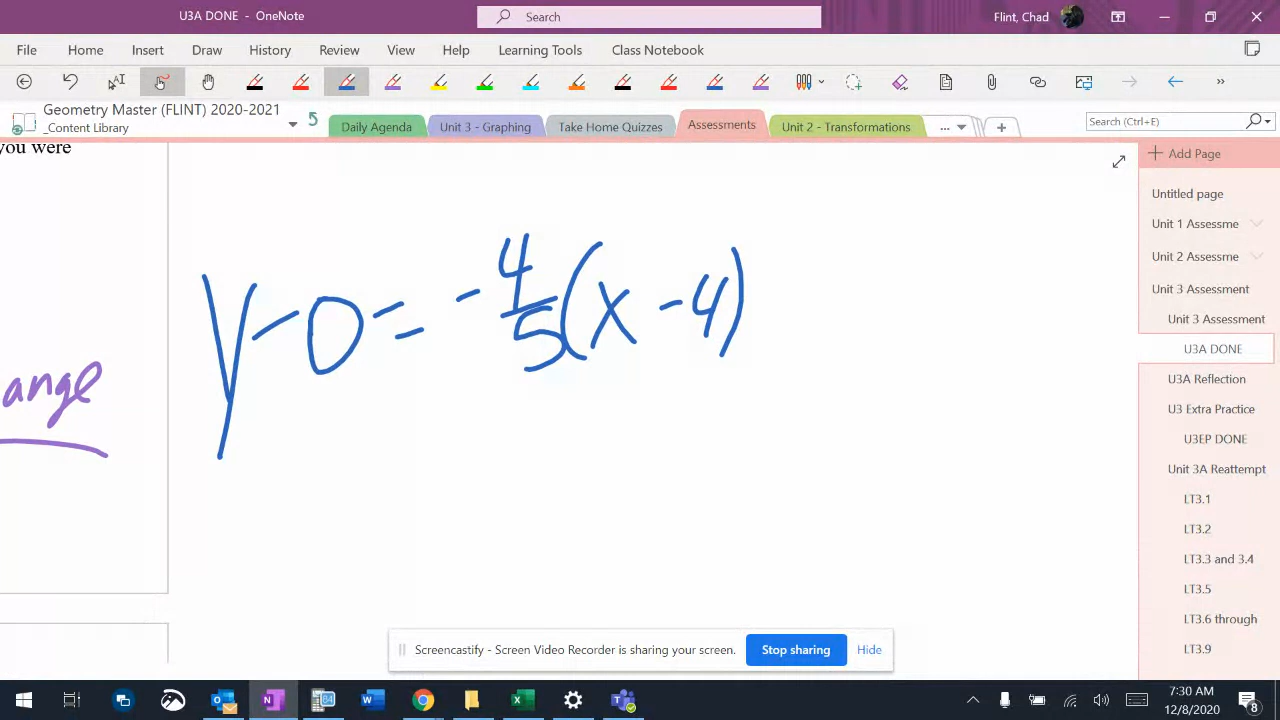 U3A DONE - OneNote
Search
Flint, Chad
File Home Insert Draw History Review View Help Learning Tools Class Notebook
Geometry Master (FLINT) 2020-2021
_Content Library
Daily Agenda
Unit 3 - Graphing
Take Home Quizzes
Assessments
Unit 2 - Transformations
...
Search (Ctrl+E)
you were
ange
y - 0 = - 4/5 (x - 4)
Add Page
Untitled page
Unit 1 Assessme
Unit 2 Assessme
Unit 3 Assessment
Unit 3 Assessment
U3A DONE
U3A Reflection
U3 Extra Practice
U3EP DONE
Unit 3A Reattempt
LT3.1
LT3.2
LT3.3 and 3.4
LT3.5
LT3.6 through
LT3.9
Screencastify - Screen Video Recorder is sharing your screen.
Stop sharing
Hide
7:30 AM
12/8/2020
8